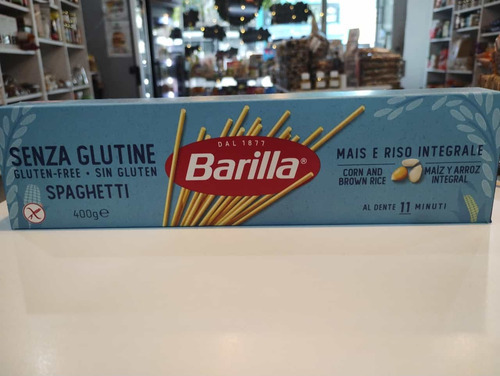 SENZA GLUTINE
GLUTEN-FREE • SIN GLUTEN
SPAGHETTI
400g℮
DAL 1877
Barilla®
MAIS E RISO INTEGRALE
CORN AND
BROWN RICE
MAÍZ Y ARROZ
INTEGRAL
AL DENTE 11 MINUTI